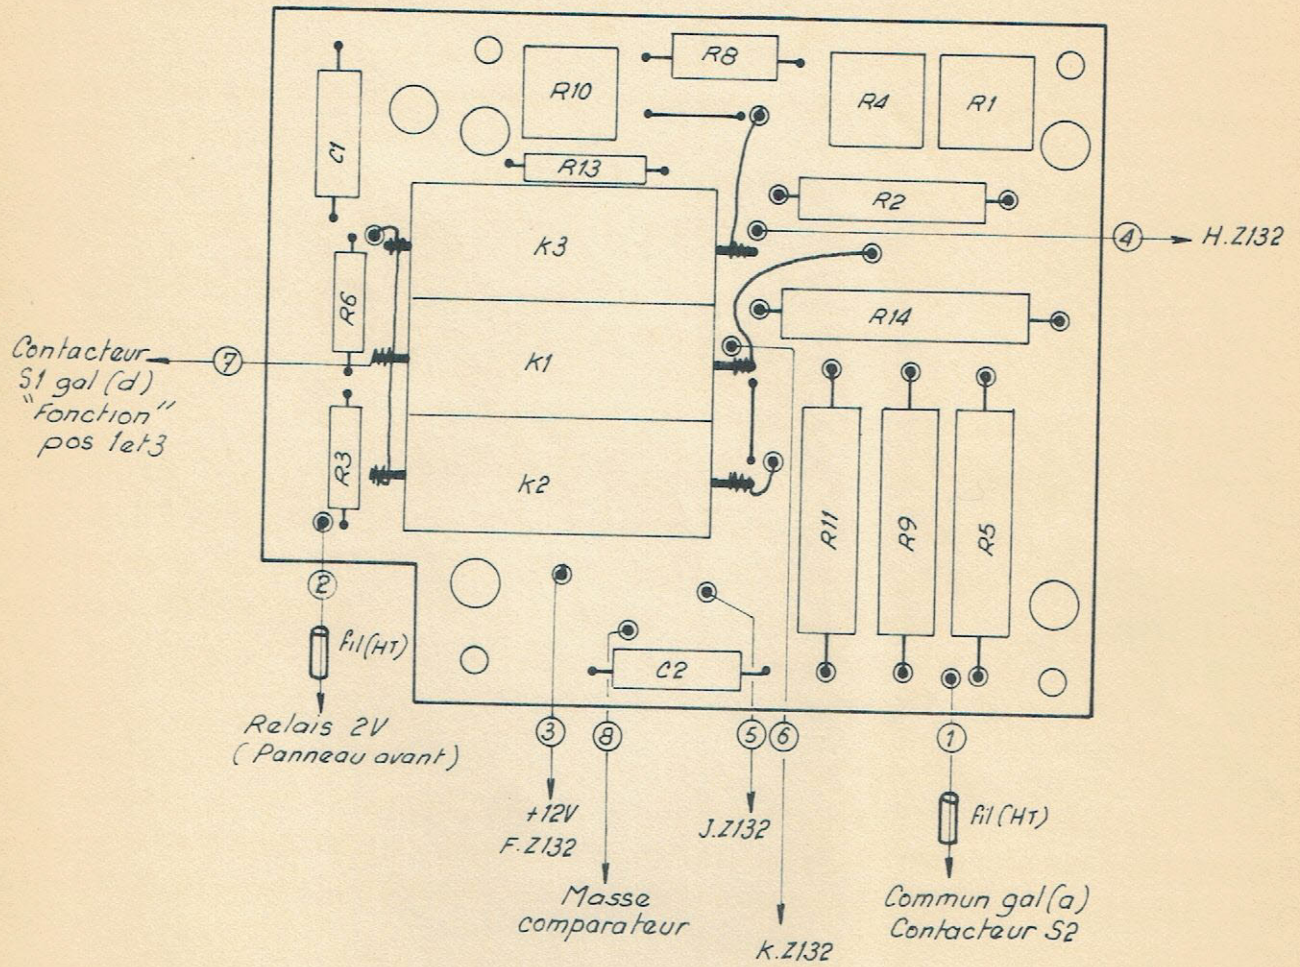 R8
R10
R4
R1
C1
R13
R2
K3
4
H.Z132
R6
R14
Contacteur
S1 gal (d)
"Fonction"
pos 1et3
7
K1
R3
K2
R11
R9
R5
2
fil(HT)
C2
Relais 2V
(Panneau avant)
3
8
5
6
1
+12V
F.Z132
J.Z132
fil(HT)
Masse
comparateur
K.Z132
Commun gal(a)
Contacteur S2